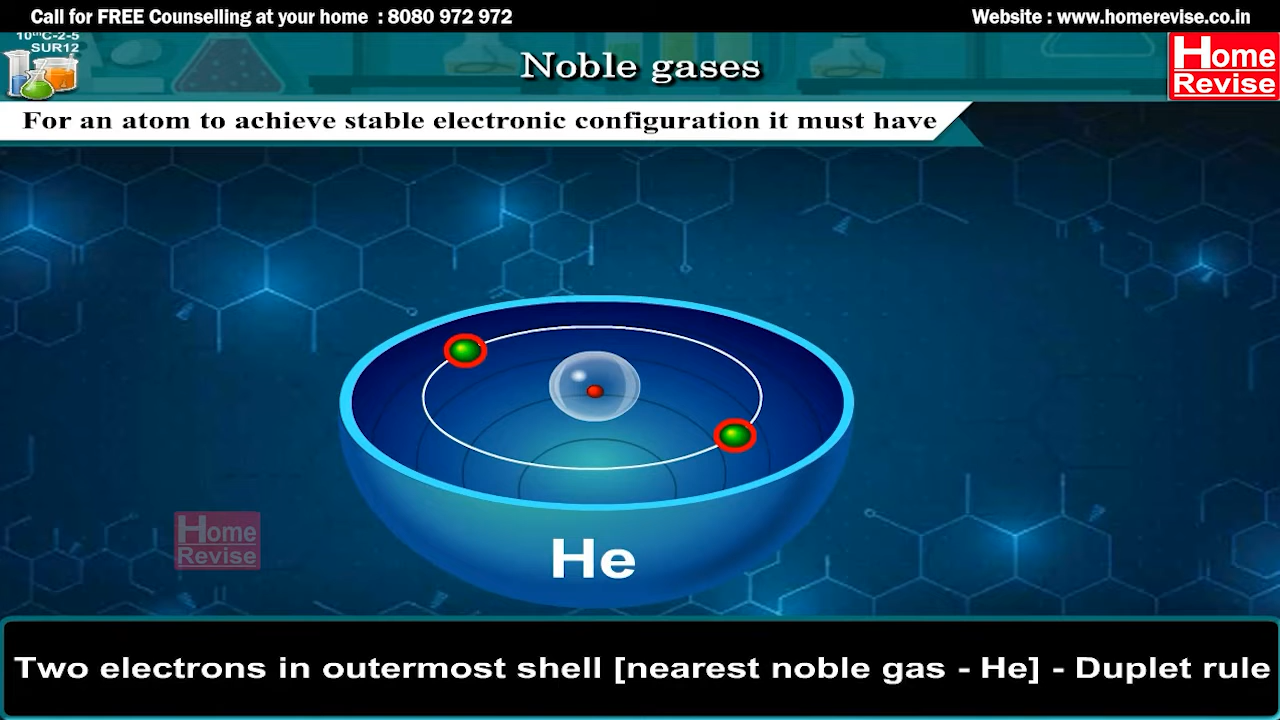 Call for FREE Counselling at your home : 8080 972 972
Website : www.homerevise.co.in
10thC-2-5
SUR12
Noble gases
Home
Revise
For an atom to achieve stable electronic configuration it must have
Home
Revise
He
Two electrons in outermost shell [nearest noble gas - He] - Duplet rule